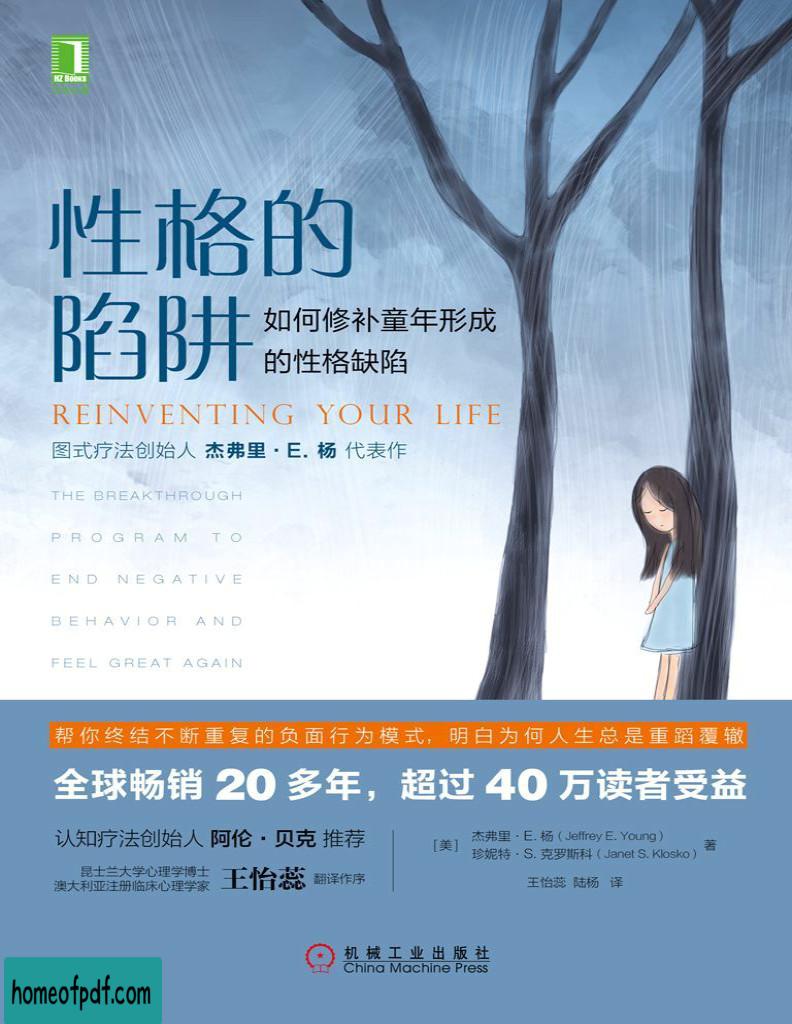 HZ BOOKS
性格的
陷阱
如何修补童年形成
的性格缺陷
REINVENTING YOUR LIFE
图式疗法创始人 杰弗里·E. 杨 代表作
THE BREAKTHROUGH
PROGRAM TO
END NEGATIVE
BEHAVIOR AND
FEEL GREAT AGAIN
帮你终结不断重复的负面行为模式，明白为何人生总是重蹈覆辙
全球畅销 20 多年，超过 40 万读者受益
认知疗法创始人 阿伦·贝克 推荐
昆士兰大学心理学博士
澳大利亚注册临床心理学家
王怡蕊 翻译作序
[美]
杰弗里·E. 杨（Jeffrey E. Young）
珍妮特·S. 克罗斯科（Janet S. Klosko）
著
王怡蕊 陆杨 译
机械工业出版社
China Machine Press
homeofpdf.com